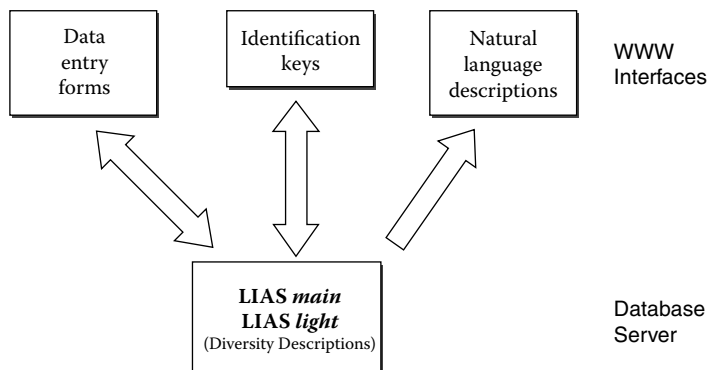 Data
entry
forms
Identification
keys
Natural
language
descriptions
WWW
Interfaces
LIAS main
LIAS light
(Diversity Descriptions)
Database
Server